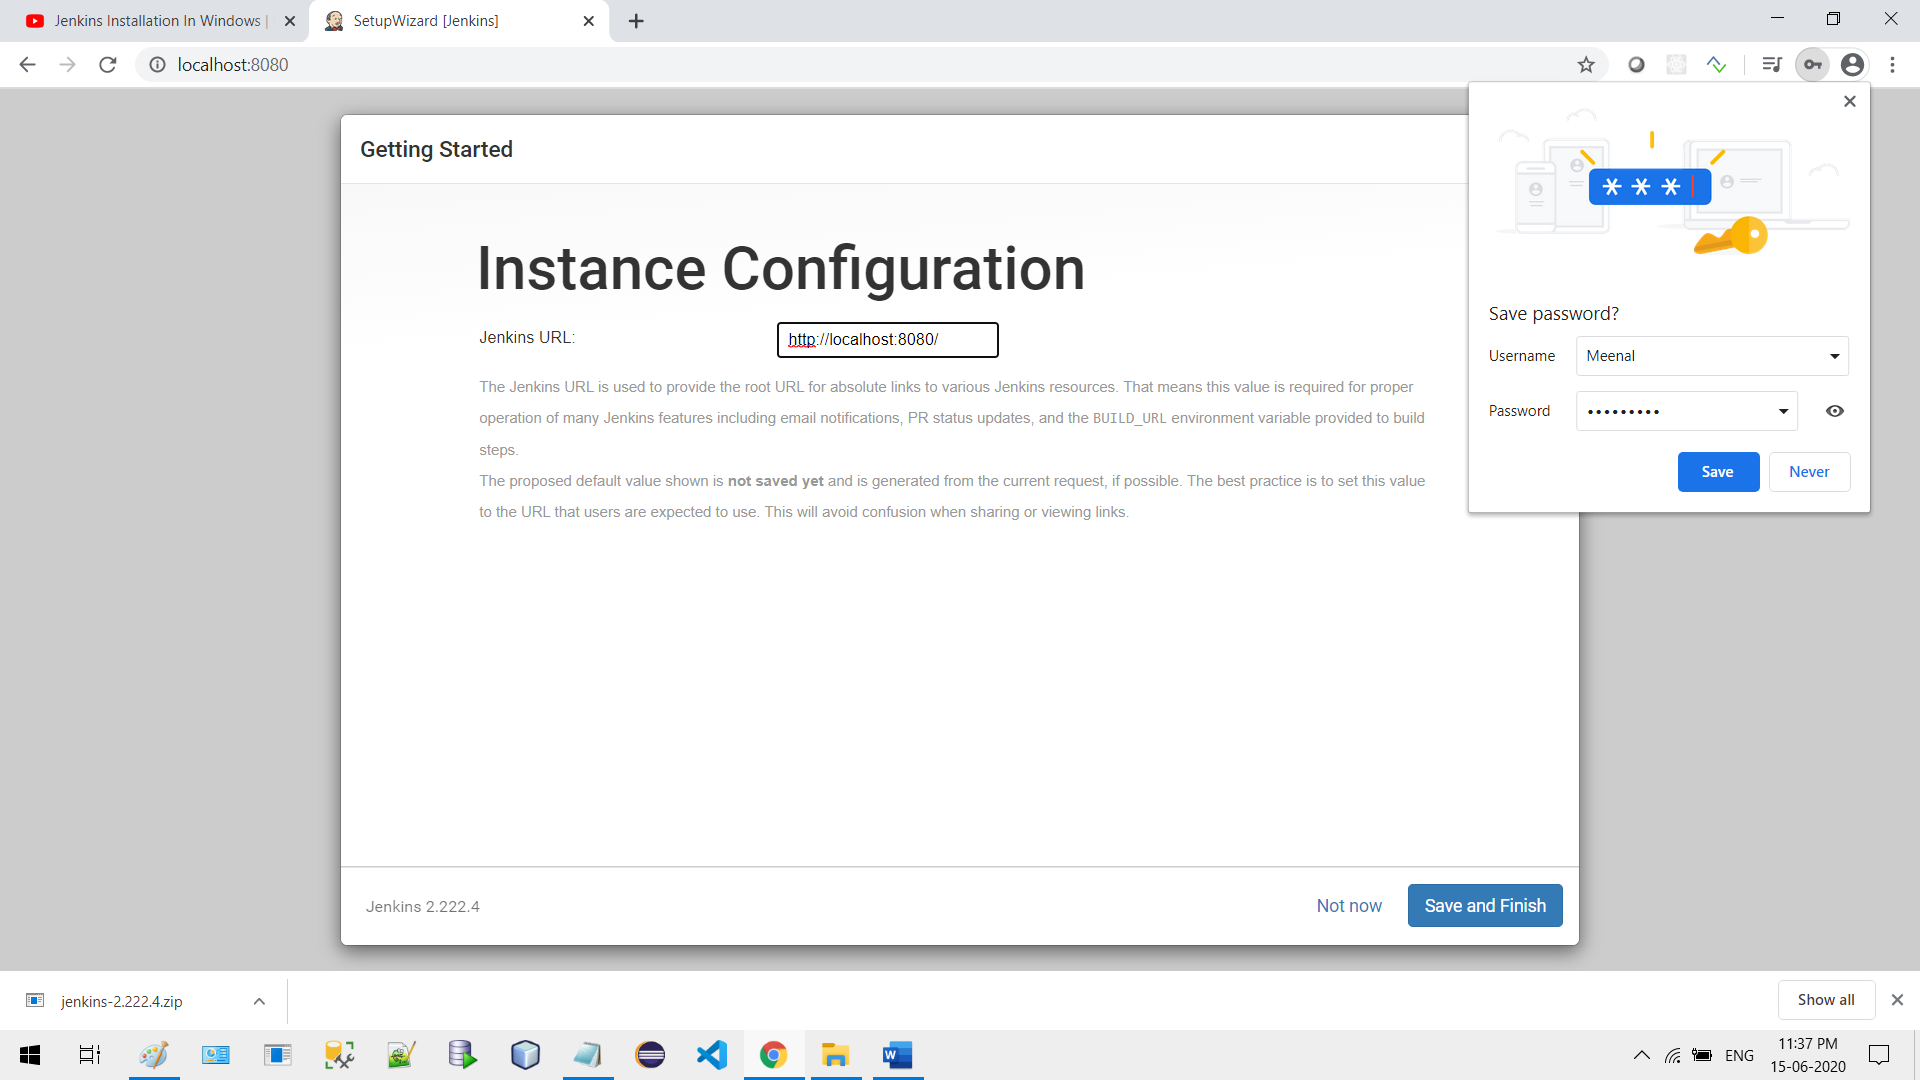 Jenkins Installation In Windows |
SetupWizard [Jenkins]
localhost:8080
Getting Started
Instance Configuration
Jenkins URL:
http://localhost:8080/
The Jenkins URL is used to provide the root URL for absolute links to various Jenkins resources. That means this value is required for proper
operation of many Jenkins features including email notifications, PR status updates, and the BUILD_URL environment variable provided to build
steps.
The proposed default value shown is not saved yet and is generated from the current request, if possible. The best practice is to set this value
to the URL that users are expected to use. This will avoid confusion when sharing or viewing links.
***
Save password?
Username
Meenal
Password
•••••••••
Save
Never
Jenkins 2.222.4
Not now
Save and Finish
jenkins-2.222.4.zip
Show all
W
ENG
11:37 PM
15-06-2020